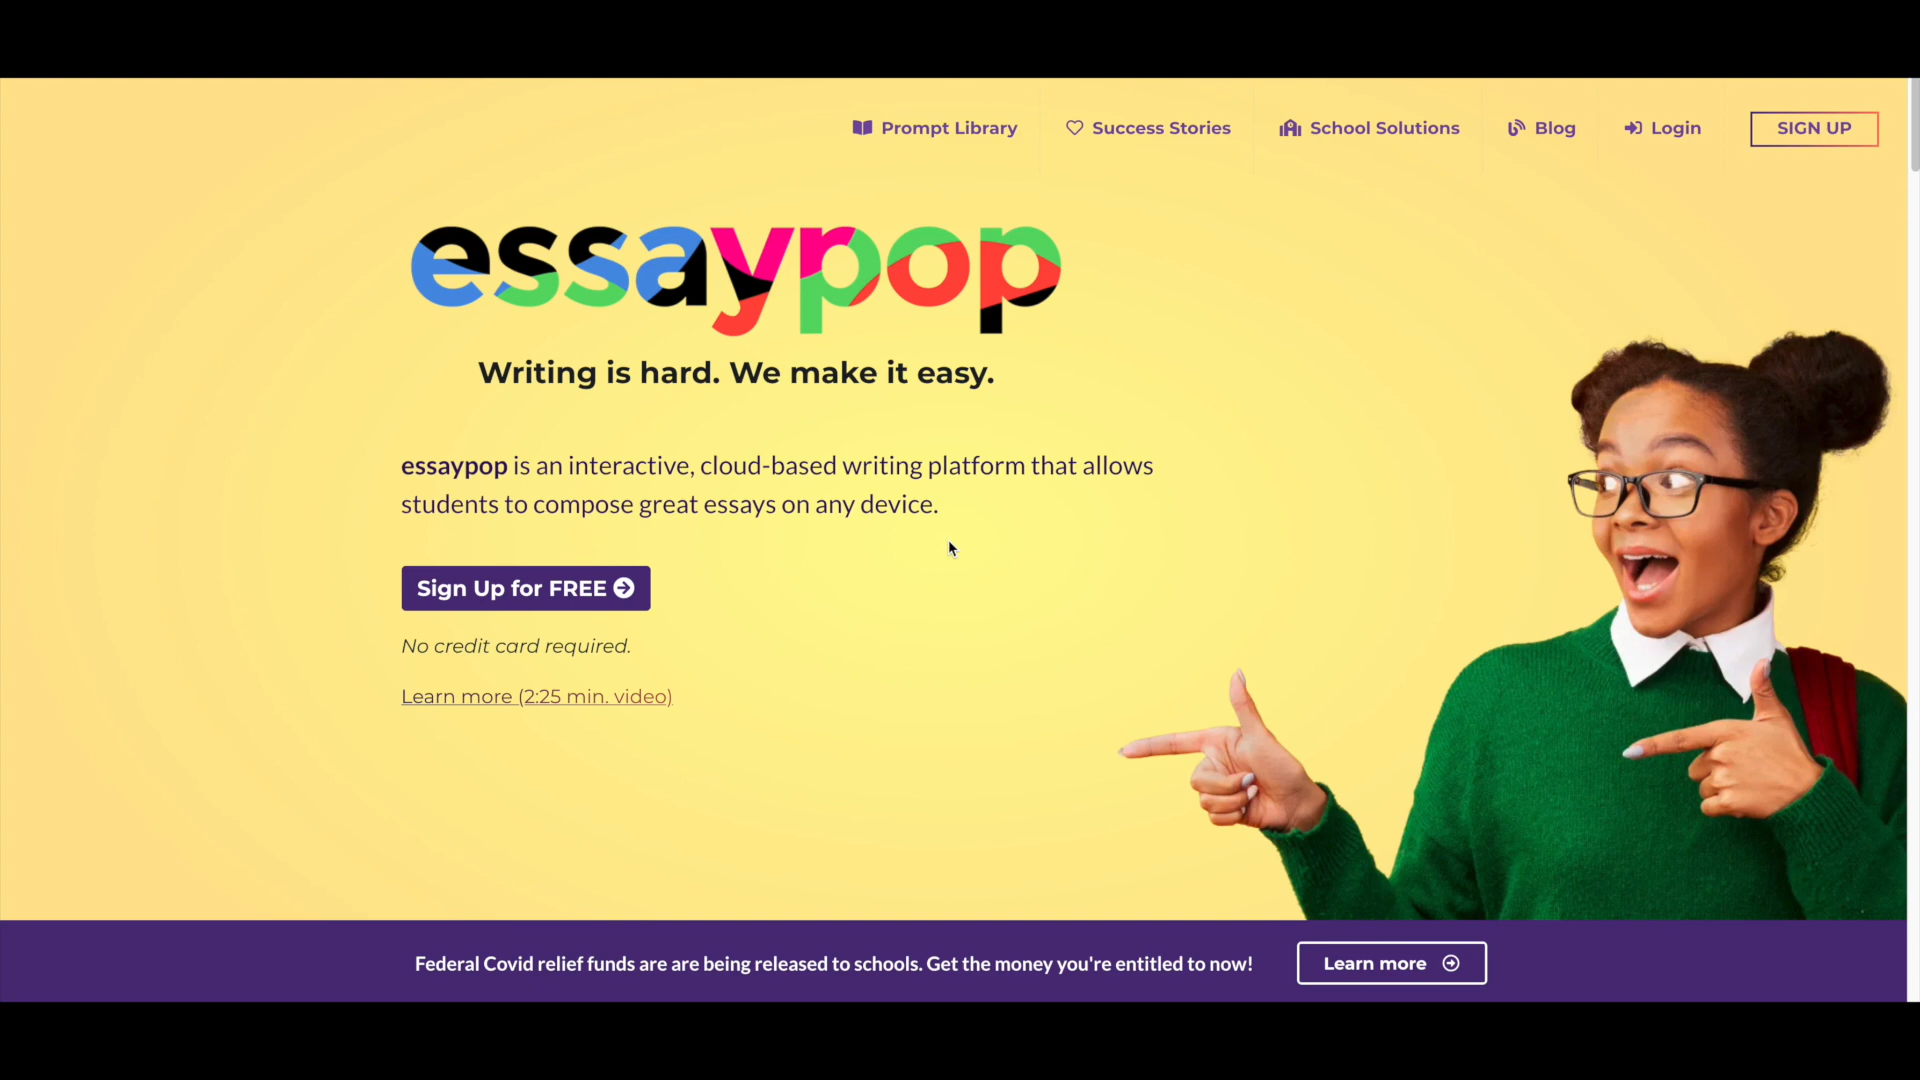 Prompt Library
Success Stories
School Solutions
Blog
Login
SIGN UP
essaypop
Writing is hard. We make it easy.
essaypop is an interactive, cloud-based writing platform that allows
students to compose great essays on any device.
Sign Up for FREE
No credit card required.
Learn more (2:25 min. video)
Federal Covid relief funds are are being released to schools. Get the money you're entitled to now!
Learn more